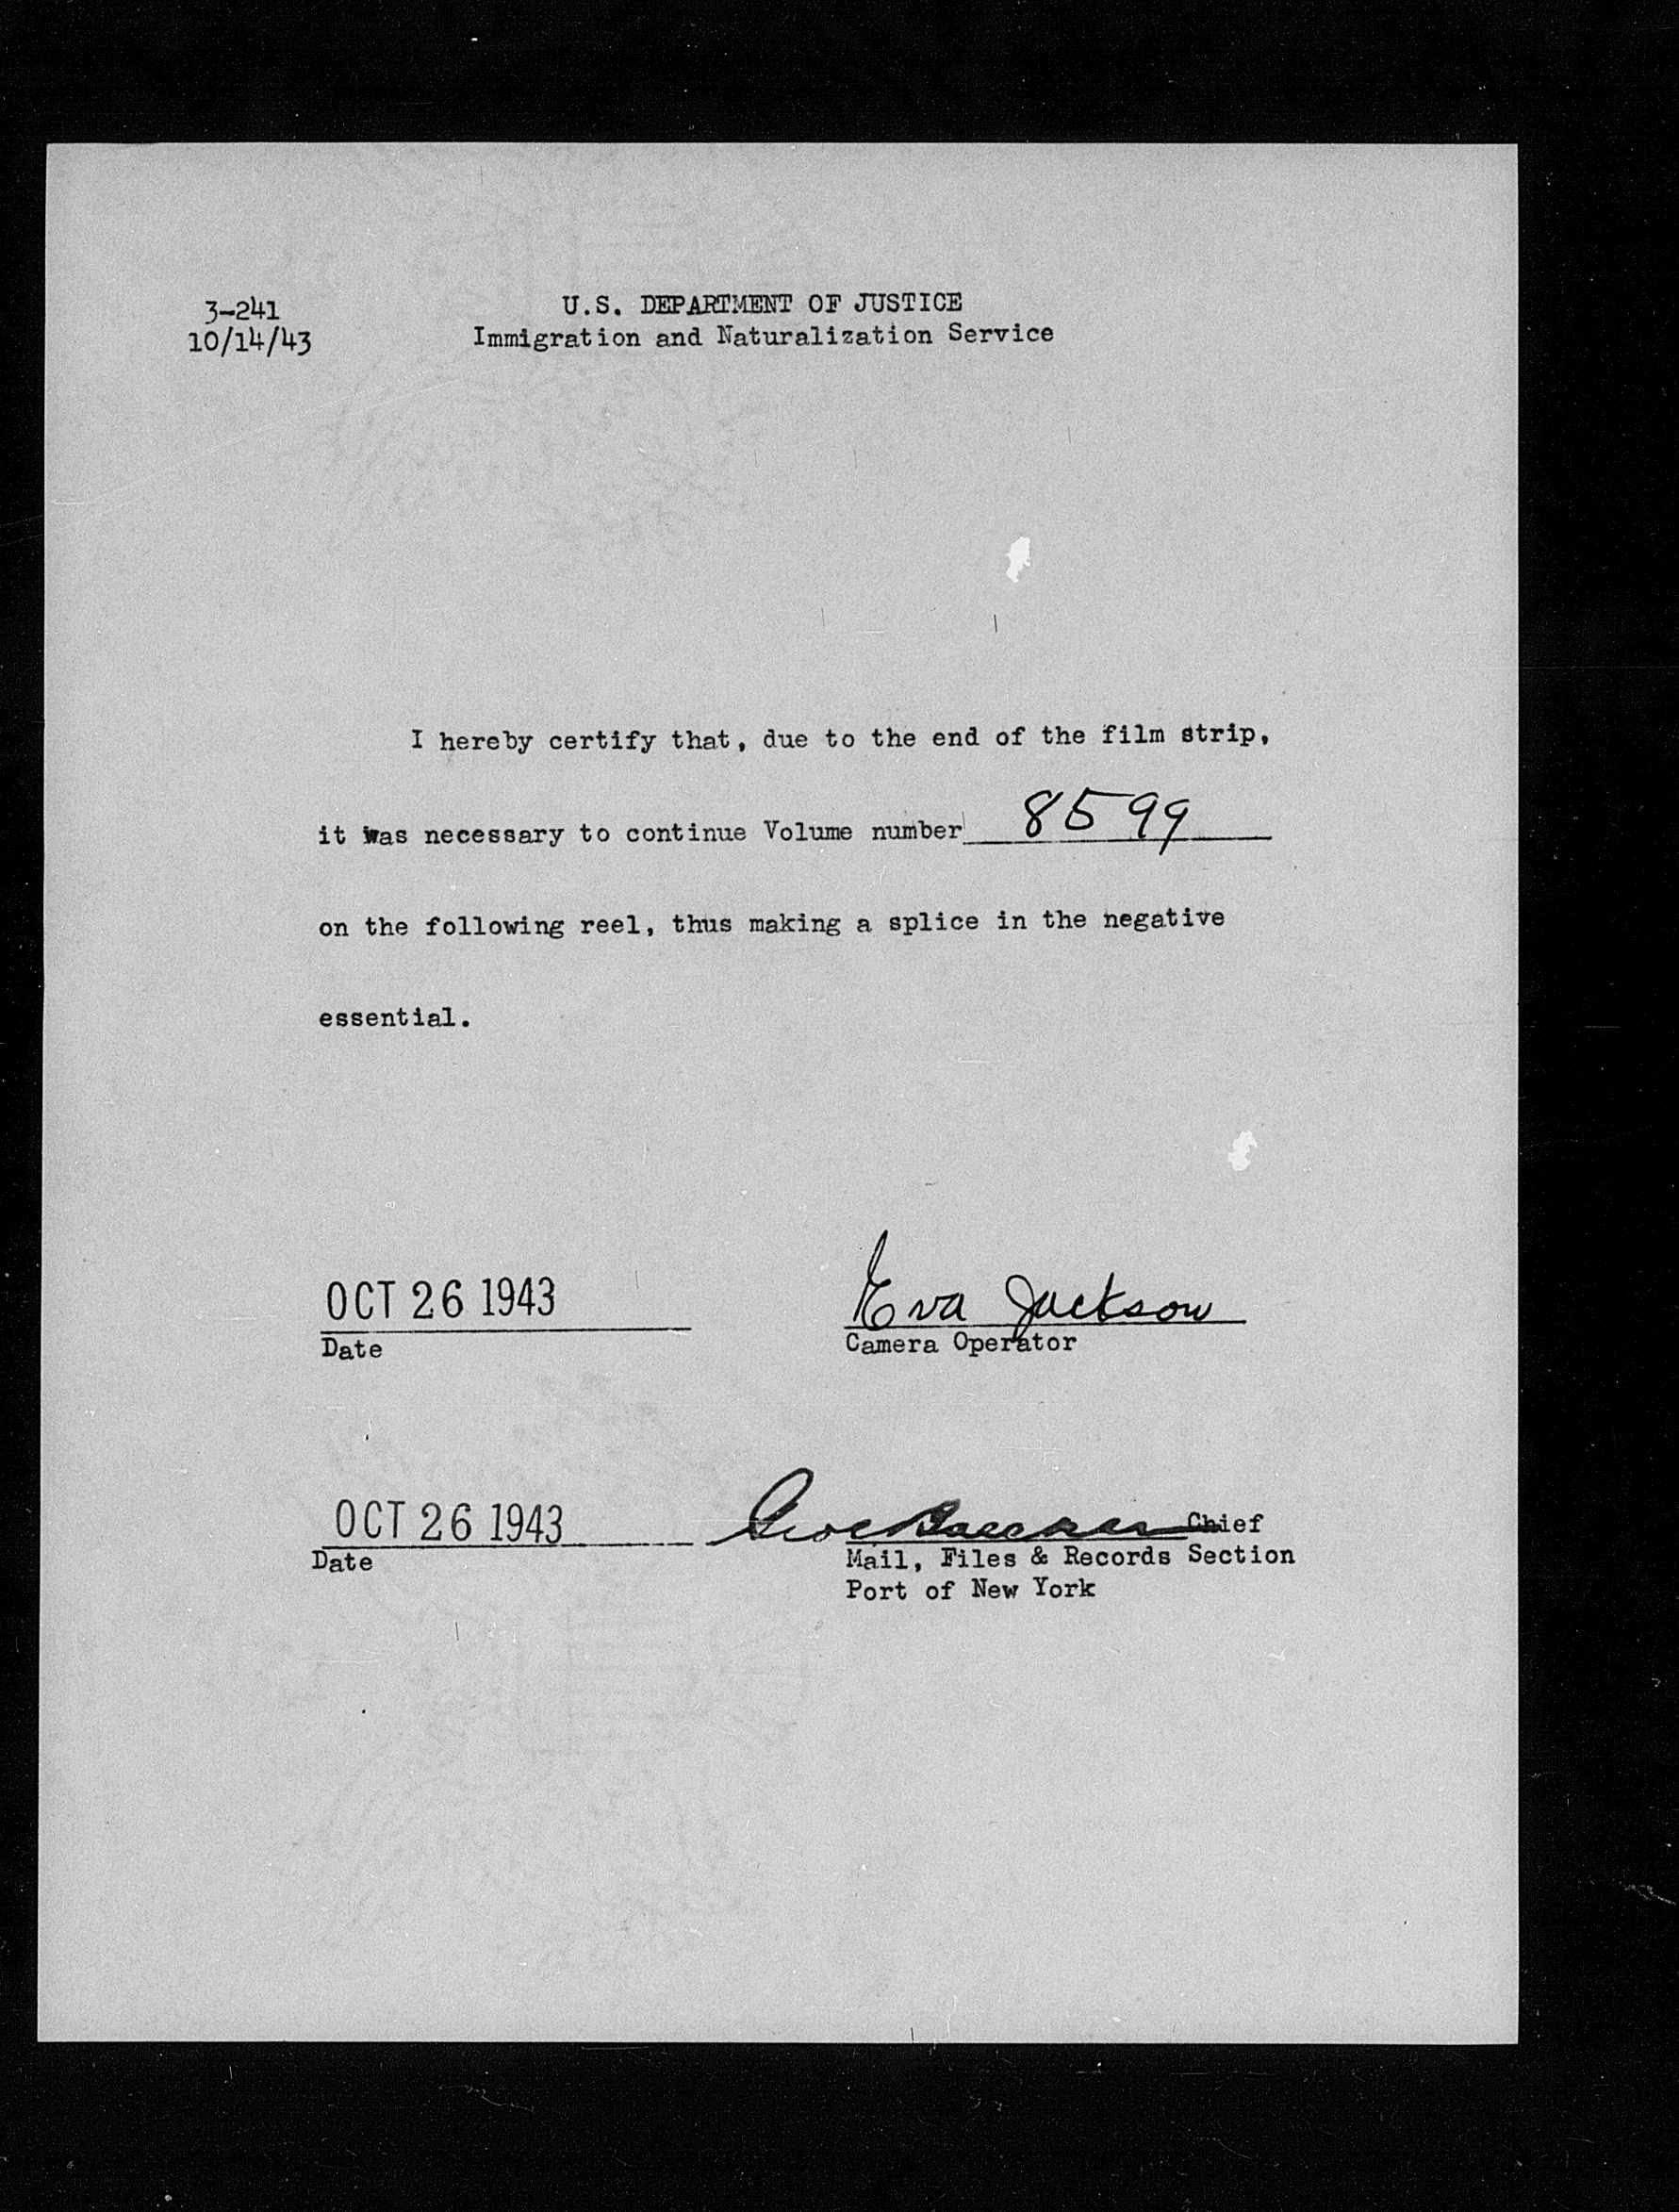 3-241
10/14/43
U.S. DEPARTMENT OF JUSTICE
Immigration and Naturalization Service
I hereby certify that, due to the end of the film strip,
it was necessary to continue Volume number 8599
on the following reel, thus making a splice in the negative
essential.
OCT 26 1943
Date
Eva Jackson
Camera Operator
OCT 26 1943
Date
Chief
Mail, Files & Records Section
Port of New York